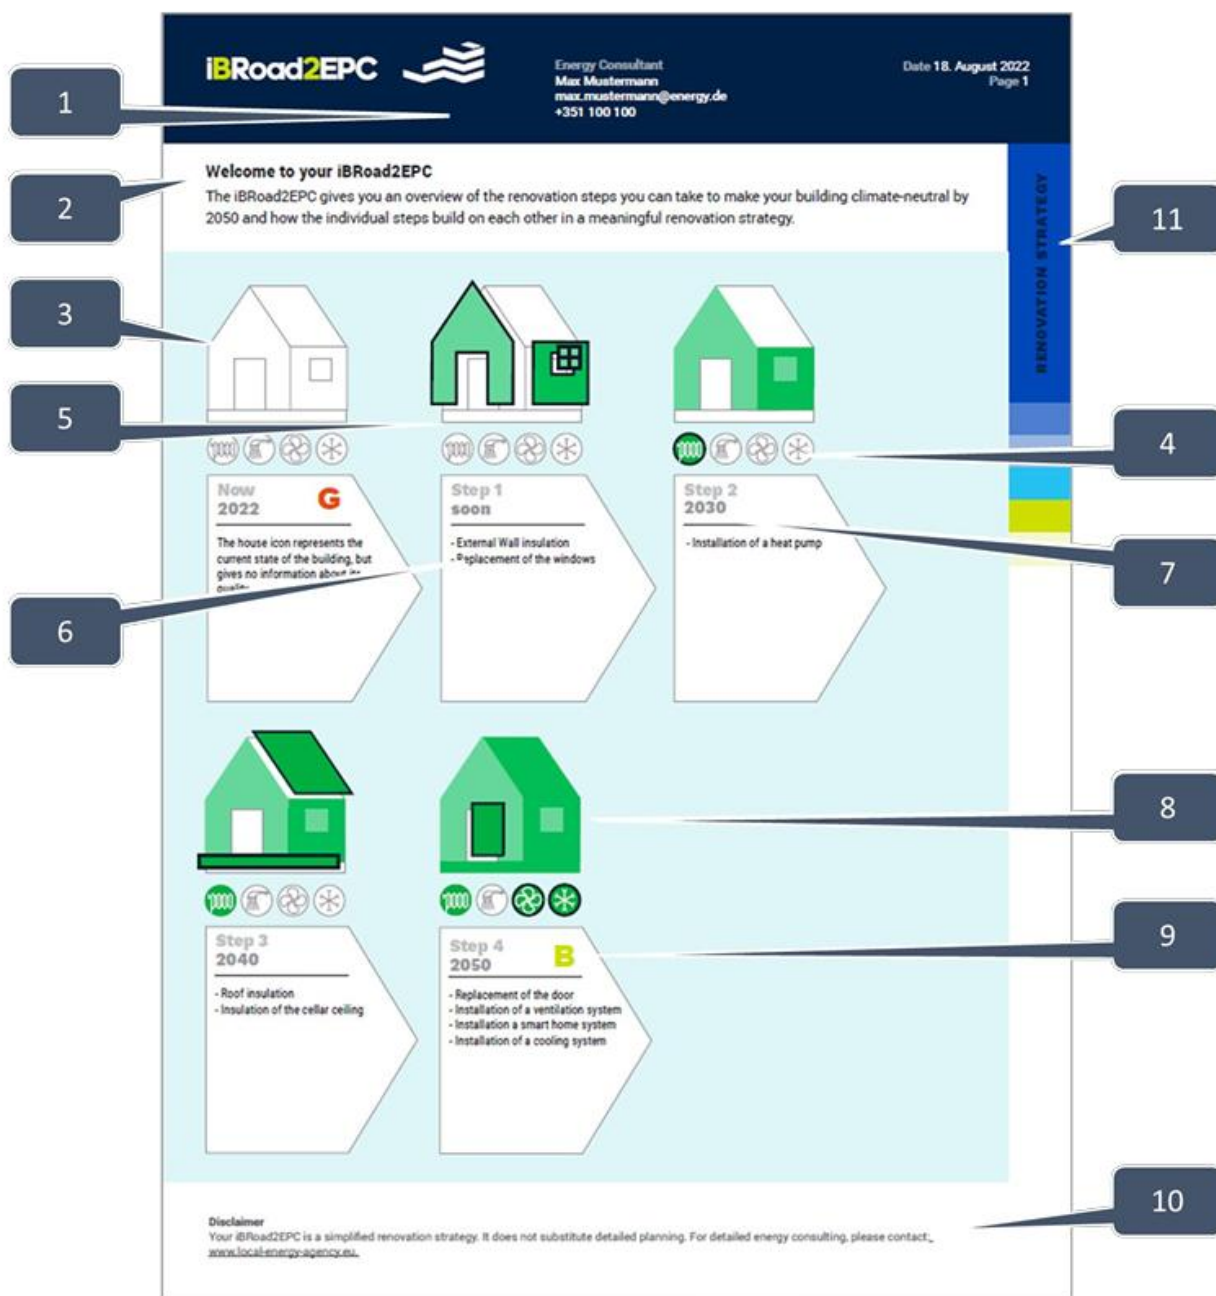 iBRoad2EPC
Energy Consultant
Max Mustermann
max.mustermann@energy.de
+351 100 100
Date 18. August 2022
Page 1
1
Welcome to your iBRoad2EPC
The iBRoad2EPC gives you an overview of the renovation steps you can take to make your building climate-neutral by
2050 and how the individual steps build on each other in a meaningful renovation strategy.
2
RENOVATION STRATEGY
11
3
5
4
Now
2022
G
The house icon represents the
current state of the building, but
gives no information about its
Step 1
soon
- External Wall insulation
- Replacement of the windows
Step 2
2030
- Installation of a heat pump
7
6
8
9
Step 3
2040
- Roof insulation
- Insulation of the cellar ceiling
Step 4
2050
B
- Replacement of the door
- Installation of a ventilation system
- Installation a smart home system
- Installation of a cooling system
10
Disclaimer
Your iBRoad2EPC is a simplified renovation strategy. It does not substitute detailed planning. For detailed energy consulting, please contact:
www.local-energy-agency.eu.